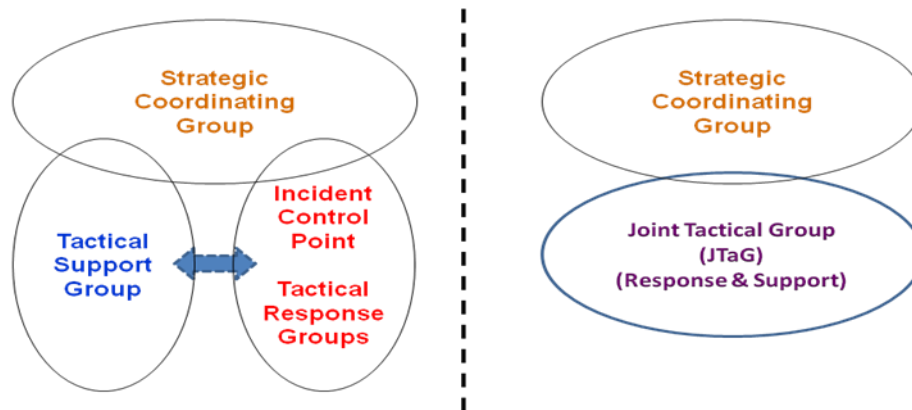 Strategic
Coordinating
Group
Tactical
Support
Group
Incident
Control
Point
Tactical
Response
Groups
Strategic
Coordinating
Group
Joint Tactical Group
(JTaG)
(Response & Support)